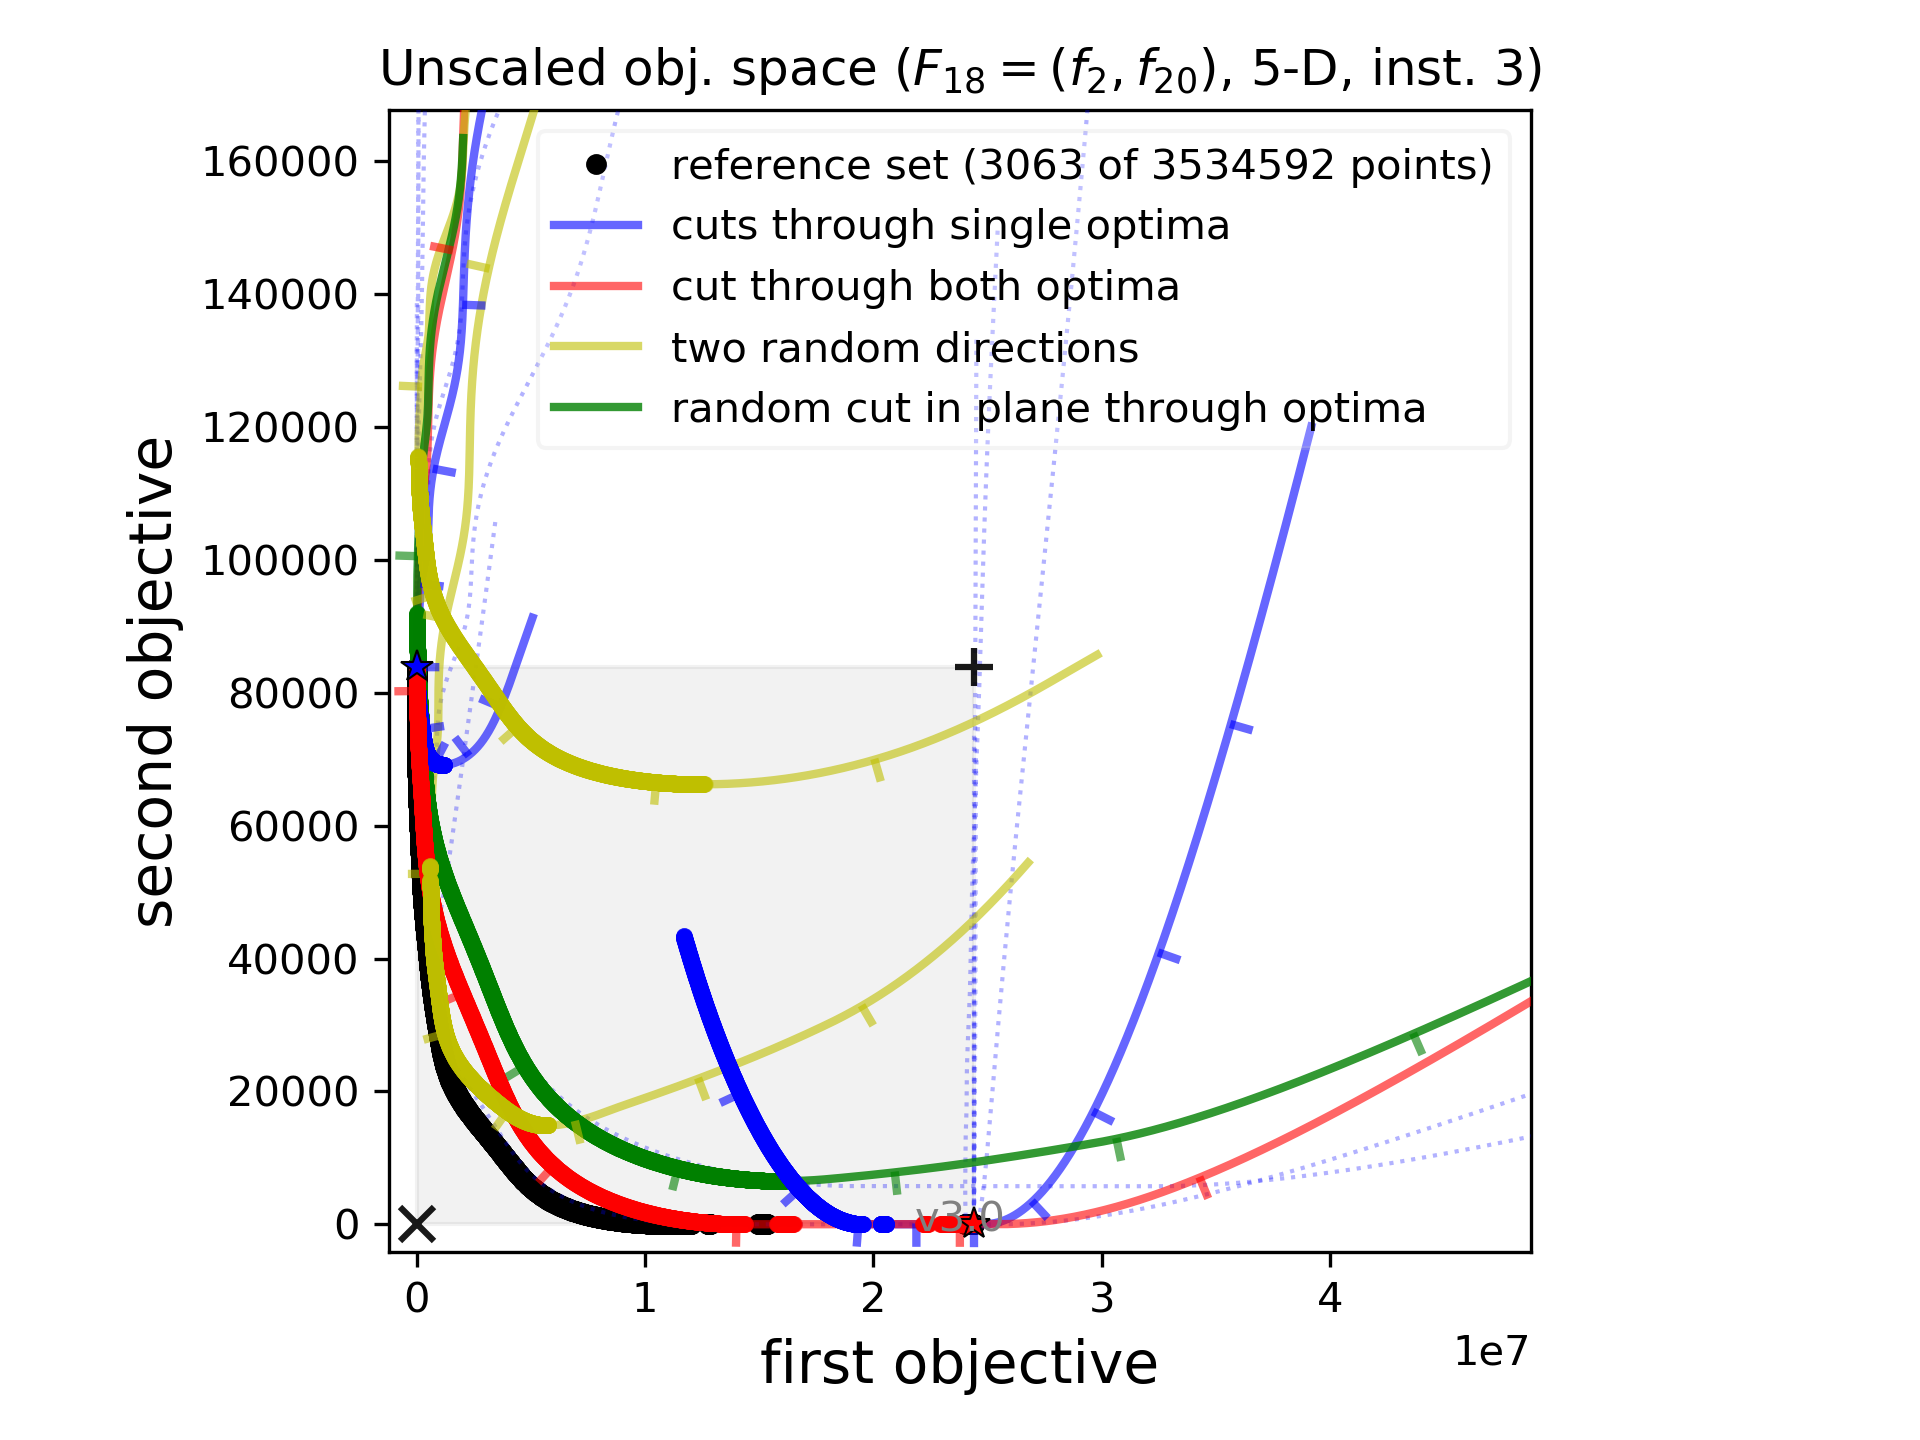 Unscaled obj. space (F18 = (f2, f20), 5-D, inst. 3)
second objective
160000
140000
120000
100000
80000
60000
40000
20000
0
reference set (3063 of 3534592 points)
cuts through single optima
cut through both optima
two random directions
random cut in plane through optima
v3.0
0 1 2 3 4
1e7
first objective